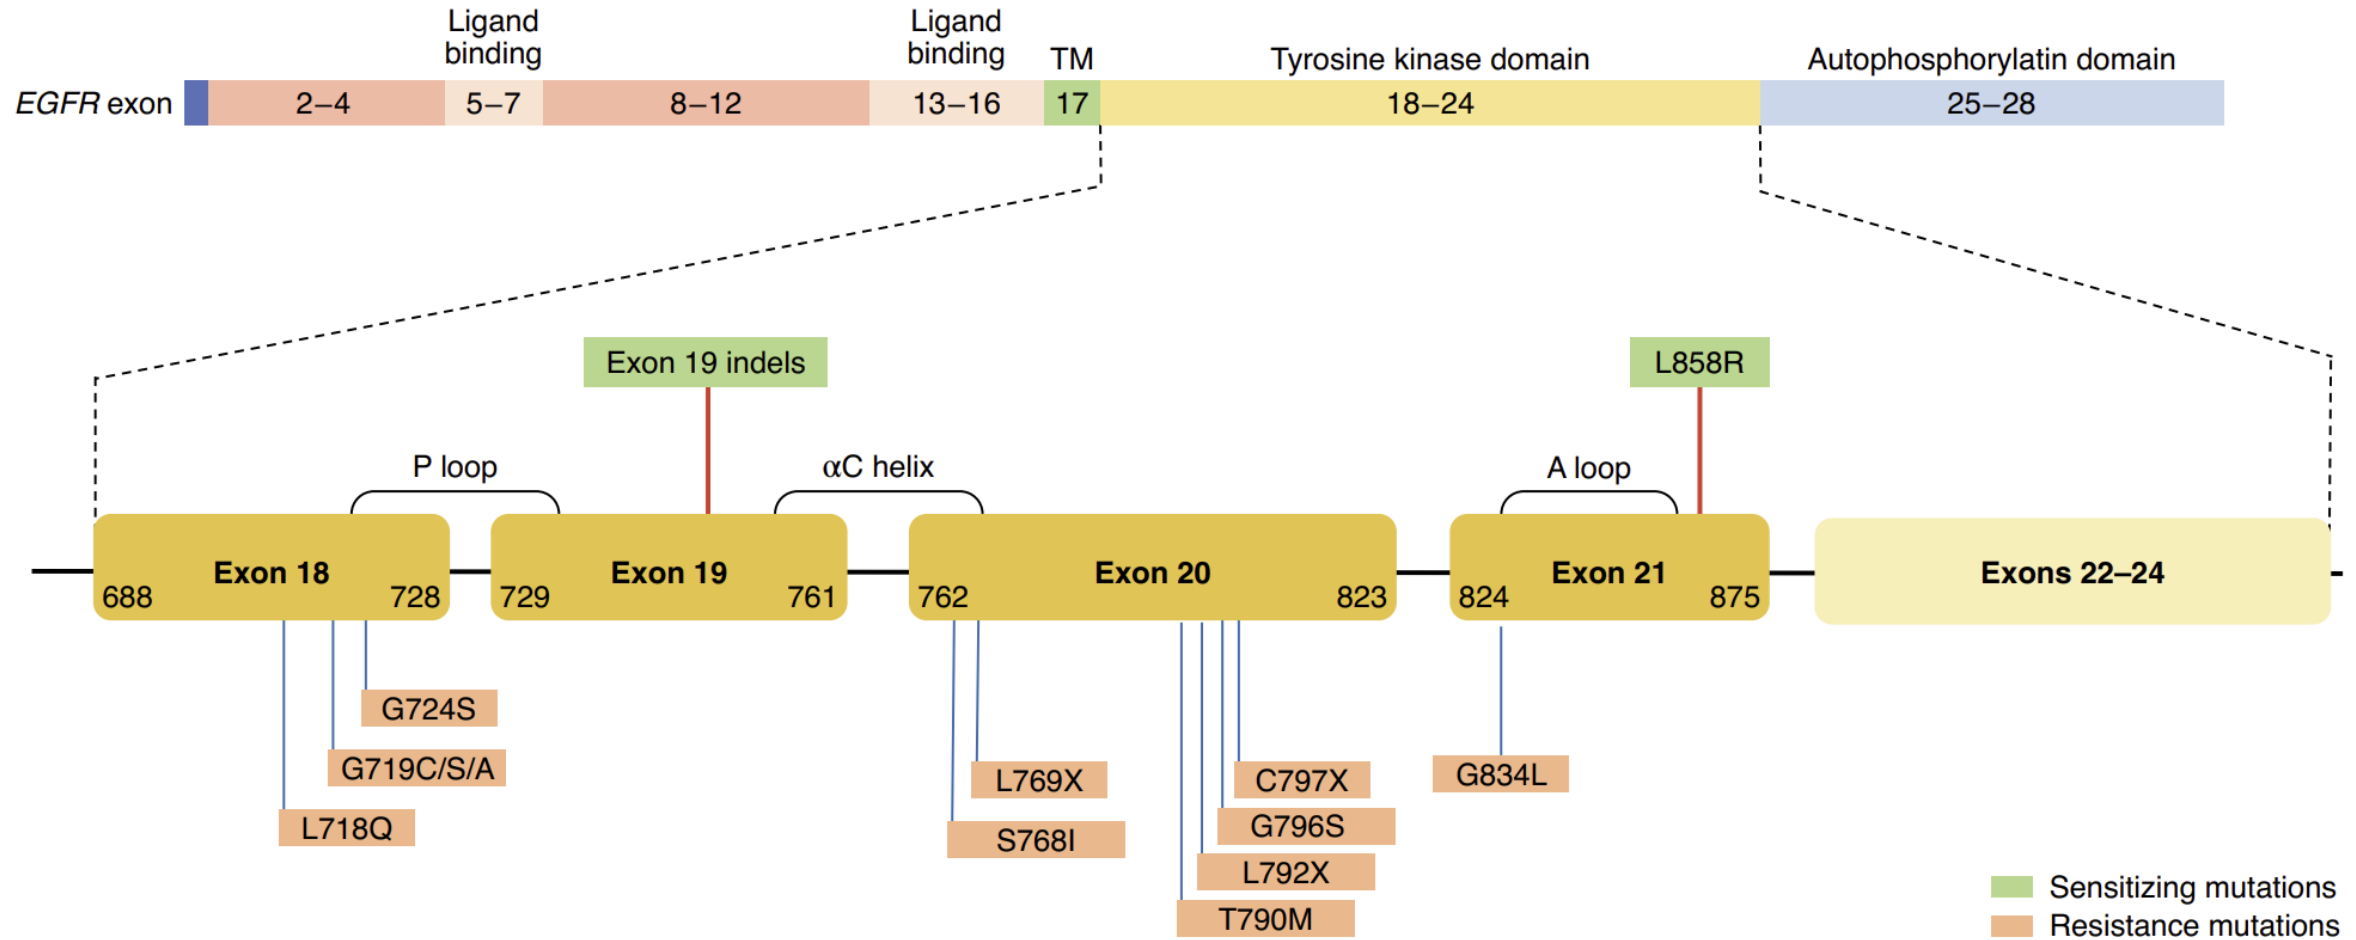 Ligand
binding
Ligand
binding
TM
Tyrosine kinase domain
Autophosphorylatin domain
EGFR exon
2–4
5–7
8–12
13–16
17
18–24
25–28
Exon 19 indels
L858R
P loop
αC helix
A loop
Exon 18
688
728
Exon 19
729
761
Exon 20
762
823
Exon 21
824
875
Exons 22–24
G724S
G719C/S/A
L718Q
L769X
S768I
C797X
G796S
L792X
T790M
G834L
Sensitizing mutations
Resistance mutations